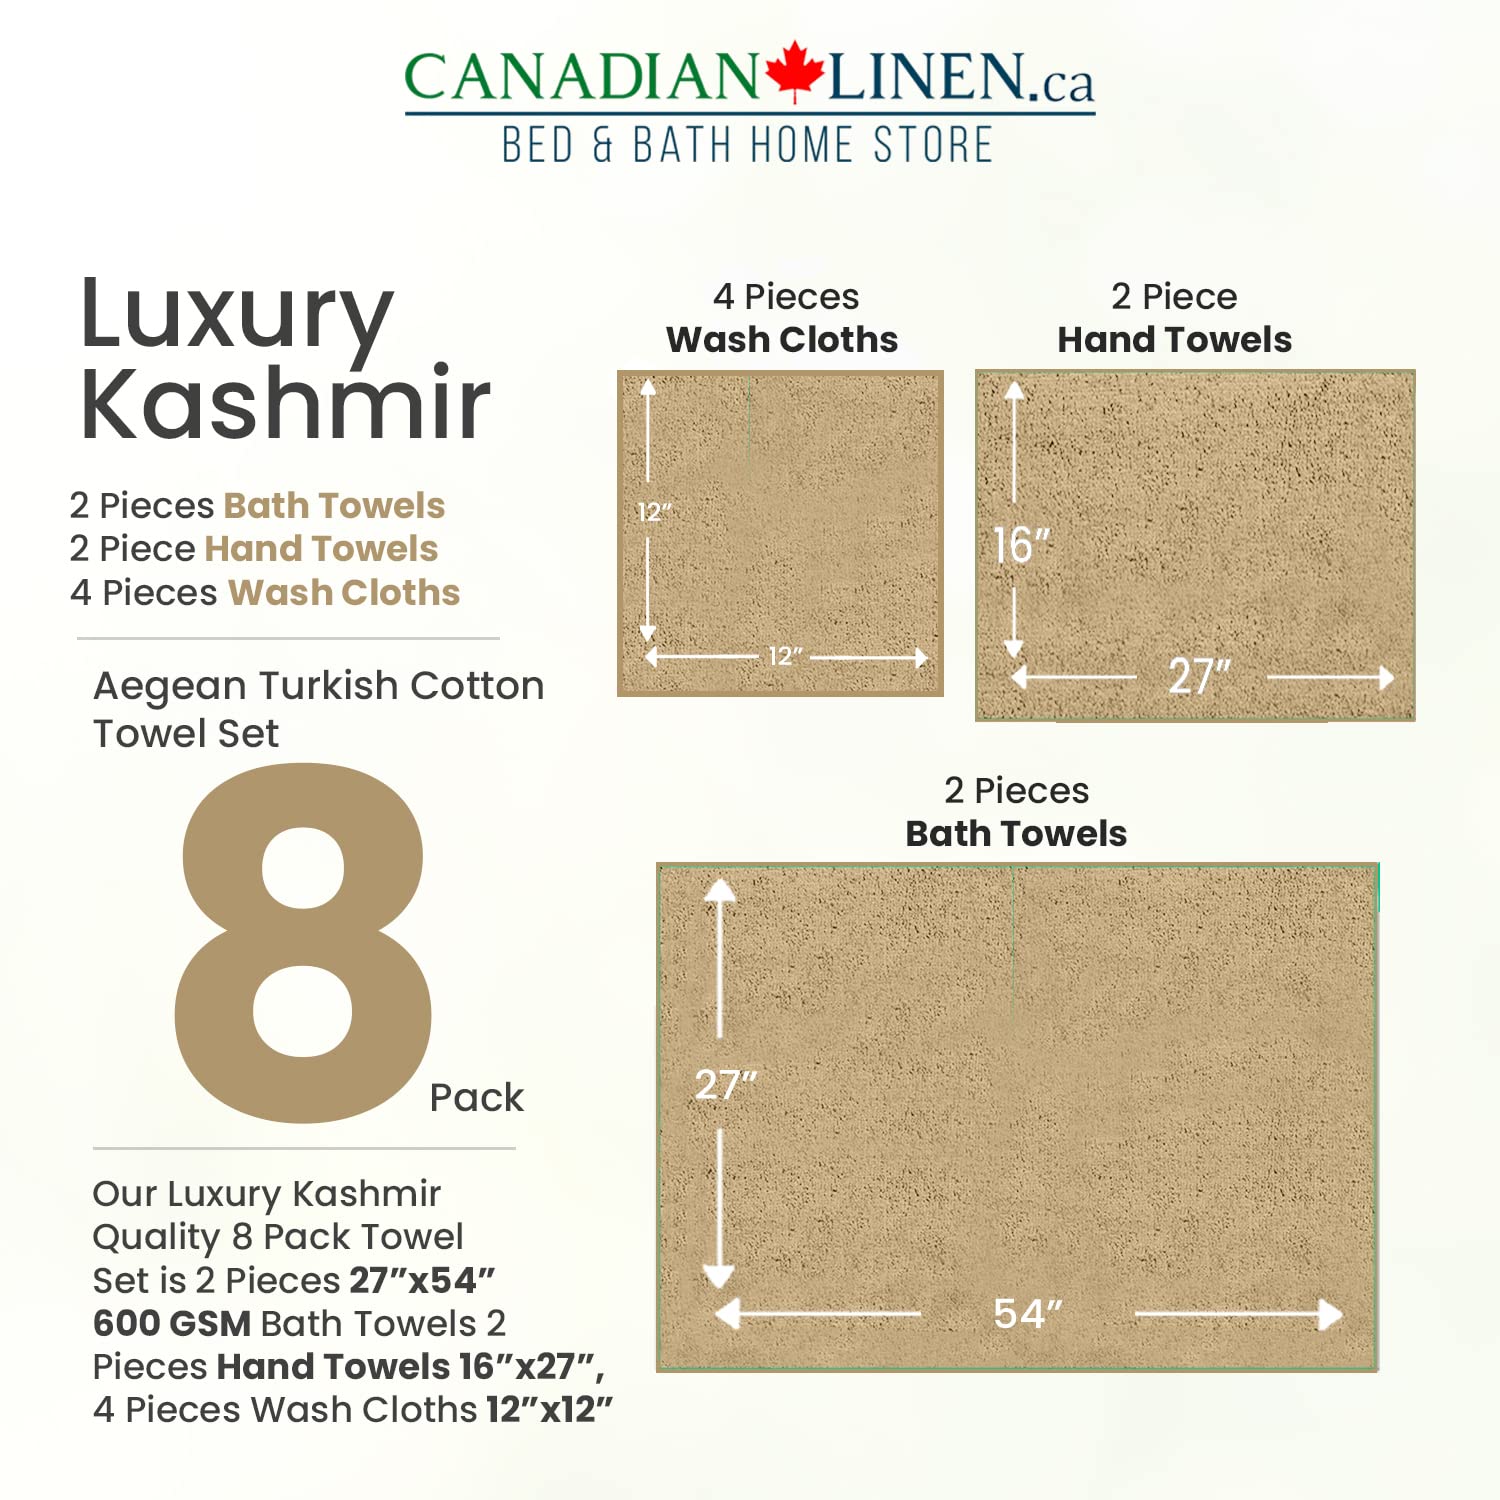 CANADIAN LINEN.ca
BED & BATH HOME STORE
Luxury
Kashmir
2 Pieces Bath Towels
2 Piece Hand Towels
4 Pieces Wash Cloths
Aegean Turkish Cotton
Towel Set
8
Pack
Our Luxury Kashmir
Quality 8 Pack Towel
Set is 2 Pieces 27”x54”
600 GSM Bath Towels 2
Pieces Hand Towels 16”x27”,
4 Pieces Wash Cloths 12”x12”
4 Pieces
Wash Cloths
12”
12”
2 Piece
Hand Towels
16”
27”
2 Pieces
Bath Towels
27”
54”